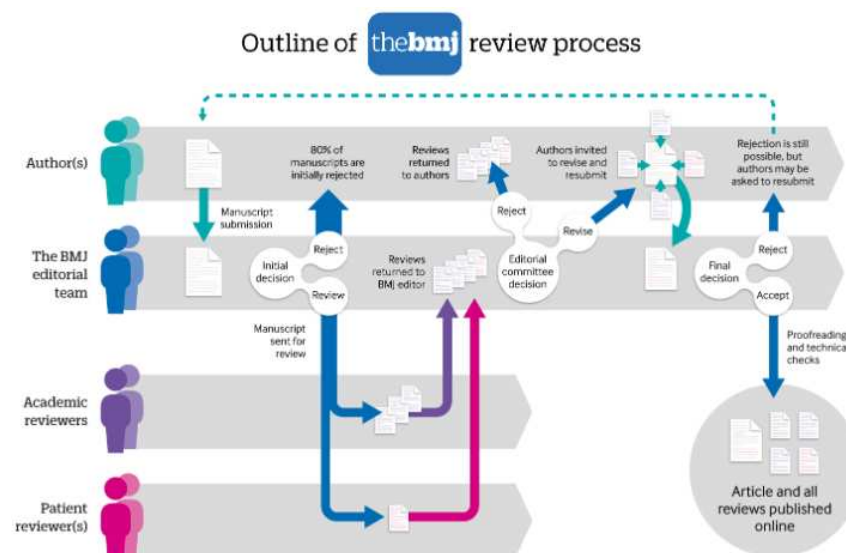 Outline of thebmj review process
Author(s)
80% of
manuscripts are
initially rejected
Reviews
returned
to authors
Authors invited
to revise and
resubmit
Rejection is still
possible, but
authors may be
asked to resubmit
Manuscript
submission
Reject
Revise
The BMJ
editorial
team
Initial
decision
Reject
Review
Reviews
returned to
BMJ editor
Editorial
committee
decision
Final
decision
Reject
Accept
Manuscript
sent for
review
Proofreading
and technical
checks
Academic
reviewers
Patient
reviewer(s)
Article and all
reviews published
online